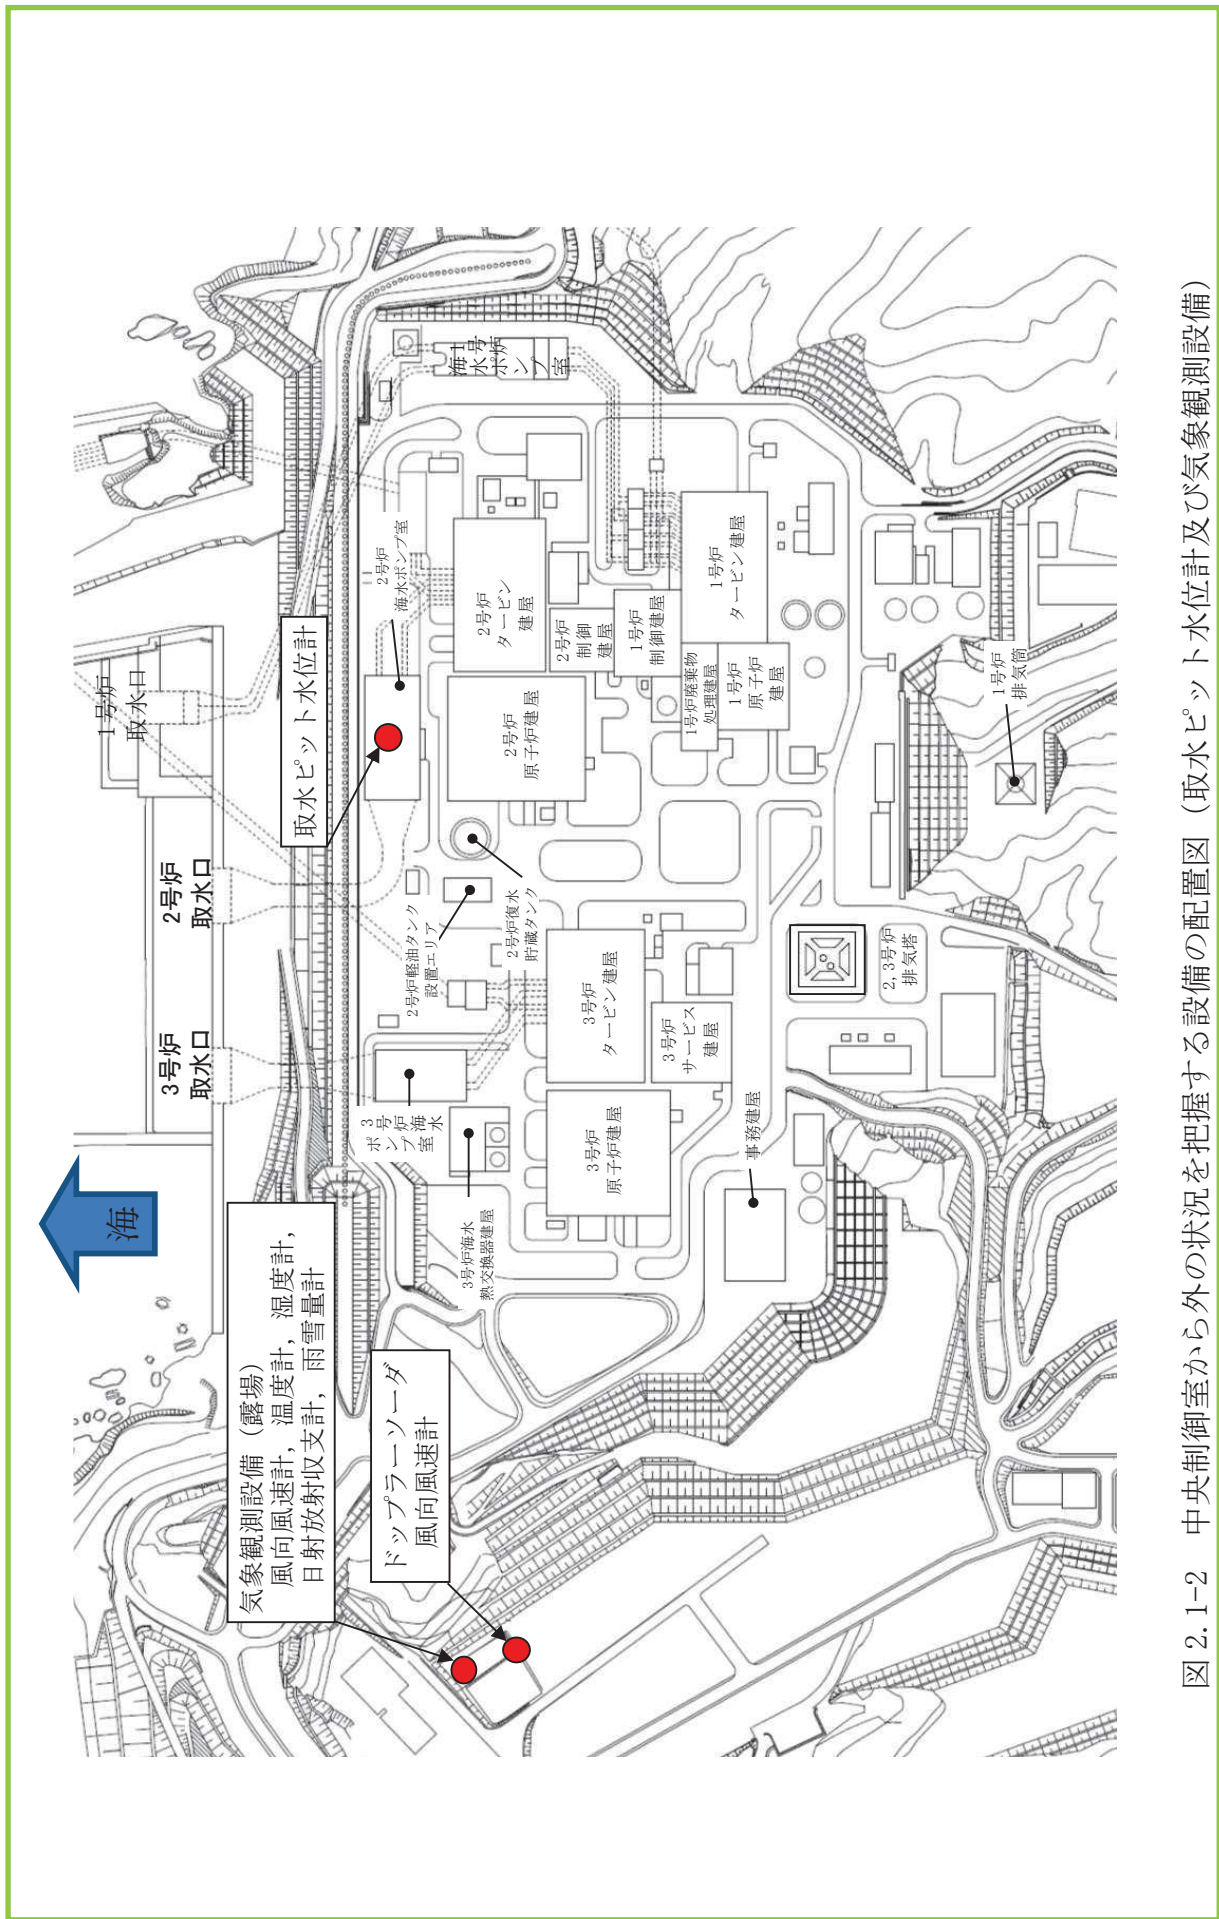 海
気象観測設備（露場）
風向風速計，温度計，湿度計，
日射放射収支計，雨雪量計
ドップラーソーダ
風向風速計
3号炉
取水口
2号炉
取水口
1号炉
取水口
取水ピット水位計
3号炉海水
ポンプ室
3号炉海水
熱交換器建屋
2号炉軽油タンク
設置エリア
2号炉復水
貯蔵タンク
2号炉
海水ポンプ室
1号炉
海水ポンプ室
3号炉
原子炉建屋
3号炉
タービン建屋
3号炉
サービス
建屋
2号炉
原子炉建屋
2号炉
タービン
建屋
2号炉
制御
建屋
1号炉
制御建屋
1号炉廃棄物
処理建屋
1号炉
原子炉
建屋
1号炉
タービン建屋
事務建屋
2,3号炉
排気塔
1号炉
排気筒
図 2.1-2　中央制御室から外の状況を把握する設備の配置図（取水ピット水位計及び気象観測設備）